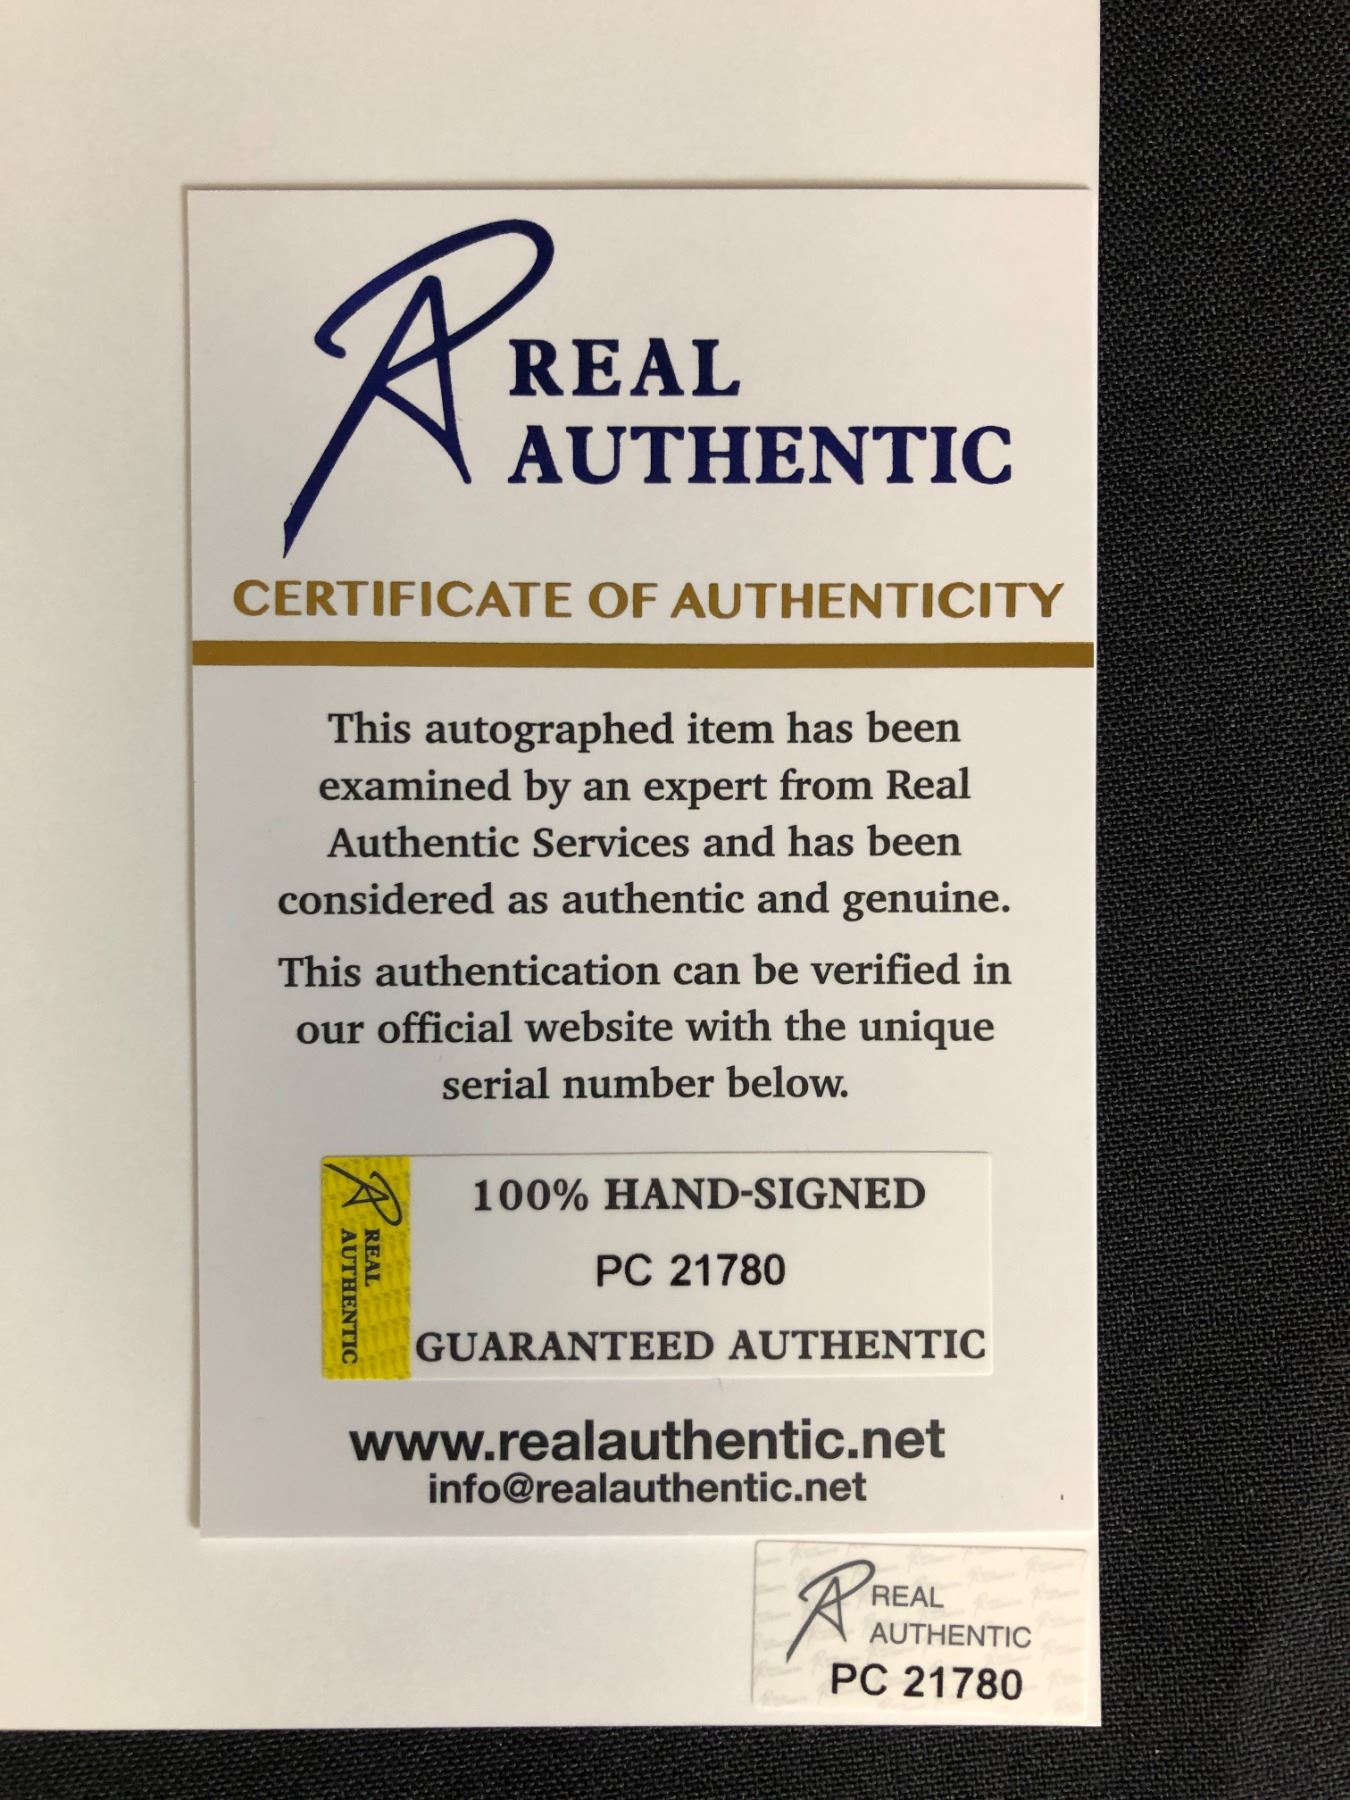 REAL
AUTHENTIC
CERTIFICATE OF AUTHENTICITY
This autographed item has been
examined by an expert from Real
Authentic Services and has been
considered as authentic and genuine.
This authentication can be verified in
our official website with the unique
serial number below.
REAL
AUTHENTIC
100% HAND-SIGNED
PC 21780
GUARANTEED AUTHENTIC
www.realauthentic.net
info@realauthentic.net
REAL
AUTHENTIC
PC 21780